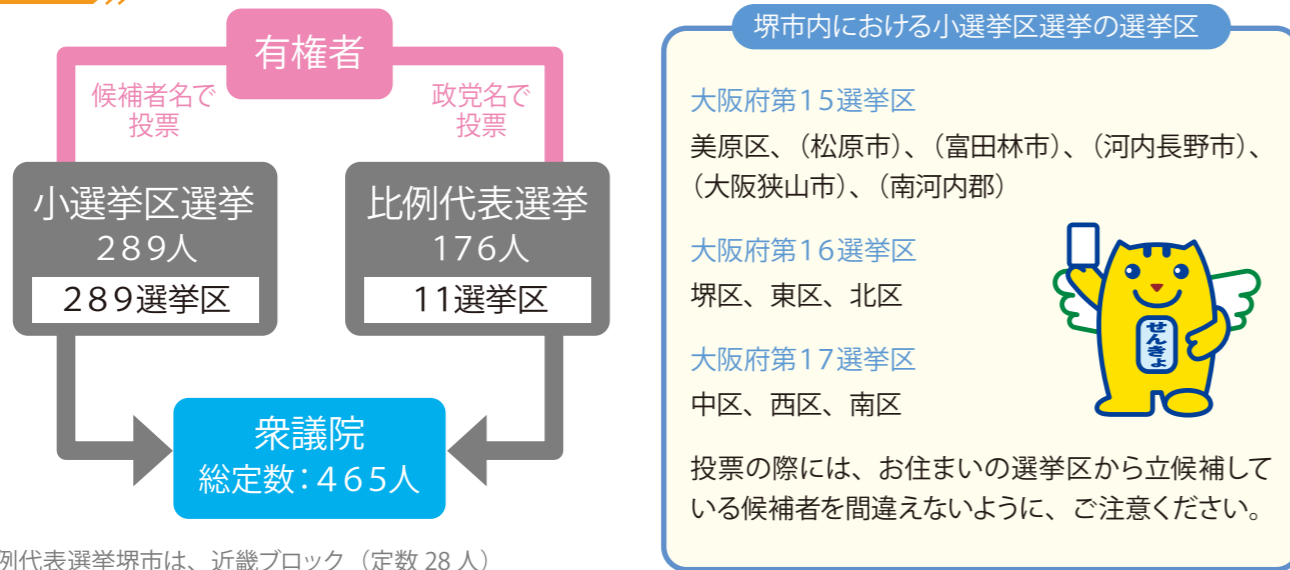 有権者
候補者名で
投票
政党名で
投票
小選挙区選挙
289人
289選挙区
比例代表選挙
176人
11選挙区
衆議院
総定数：465人
例代表選挙堺市は、近畿ブロック（定数 28 人）
堺市内における小選挙区選挙の選挙区
大阪府第15選挙区
美原区、（松原市）、（富田林市）、（河内長野市）、
（大阪狭山市）、（南河内郡）
大阪府第16選挙区
堺区、東区、北区
大阪府第17選挙区
中区、西区、南区
せんきょ
投票の際には、お住まいの選挙区から立候補して
いる候補者を間違えないように、ご注意ください。